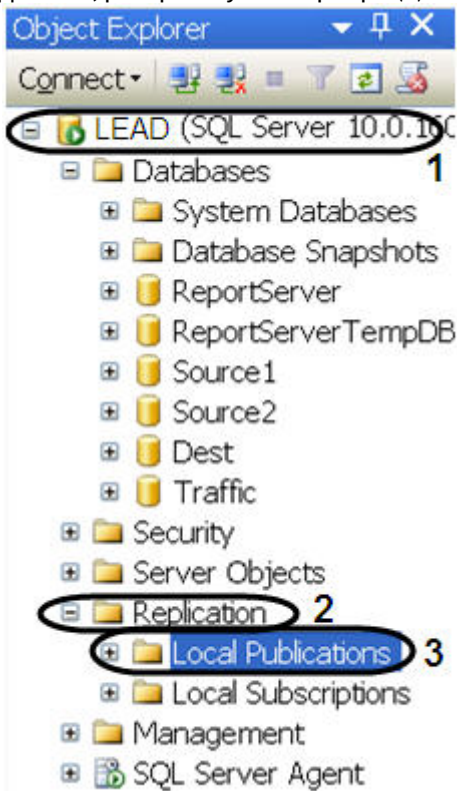 Object Explorer
Connect
LEAD (SQL Server 10.0.160
1
Databases
System Databases
Database Snapshots
ReportServer
ReportServerTempDB
Source1
Source2
Dest
Traffic
Security
Server Objects
Replication 2
Local Publications 3
Local Subscriptions
Management
SQL Server Agent